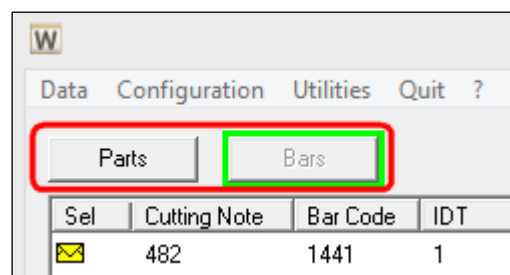 W
Data Configuration Utilities Quit ?
Parts Bars
Sel Cutting Note Bar Code IDT
482 1441 1